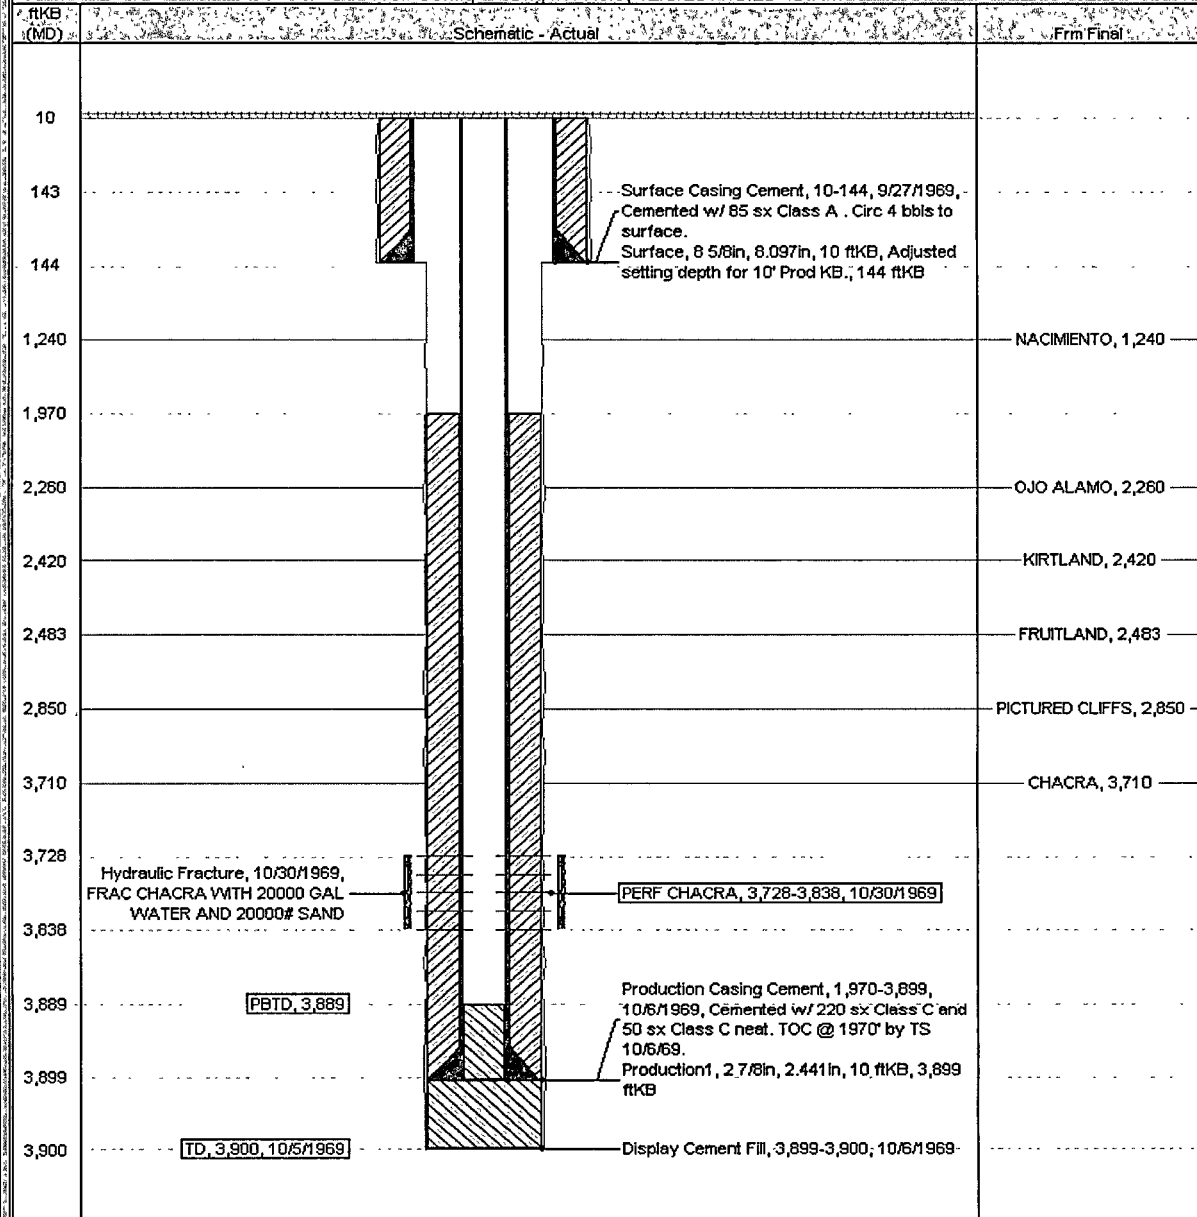 ftKB
(MD)
Schematic - Actual
Frm Final
10
143
Surface Casing Cement, 10-144, 9/27/1969,
Cemented w/ 85 sx Class A . Circ 4 bbls to
surface.
144
Surface, 8 5/8in, 8.097in, 10 ftKB, Adjusted
setting depth for 10' Prod KB., 144 ftKB
1,240
NACIMIENTO, 1,240
1,970
2,260
OJO ALAMO, 2,260
2,420
KIRTLAND, 2,420
2,483
FRUITLAND, 2,483
2,850
PICTURED CLIFFS, 2,850
3,710
CHACRA, 3,710
3,728
Hydraulic Fracture, 10/30/1969,
FRAC CHACRA WITH 20000 GAL
WATER AND 20000# SAND
PERF CHACRA, 3,728-3,838, 10/30/1969
3,838
3,889
PBTD, 3,889
Production Casing Cement, 1,970-3,899,
10/6/1969, Cemented w/ 220 sx Class C and
50 sx Class C neat. TOC @ 1970' by TS
10/6/69.
3,899
Production1, 2 7/8in, 2.441in, 10 ftKB, 3,899
ftKB
3,900
TD, 3,900, 10/5/1969
Display Cement Fill, 3,899-3,900, 10/6/1969